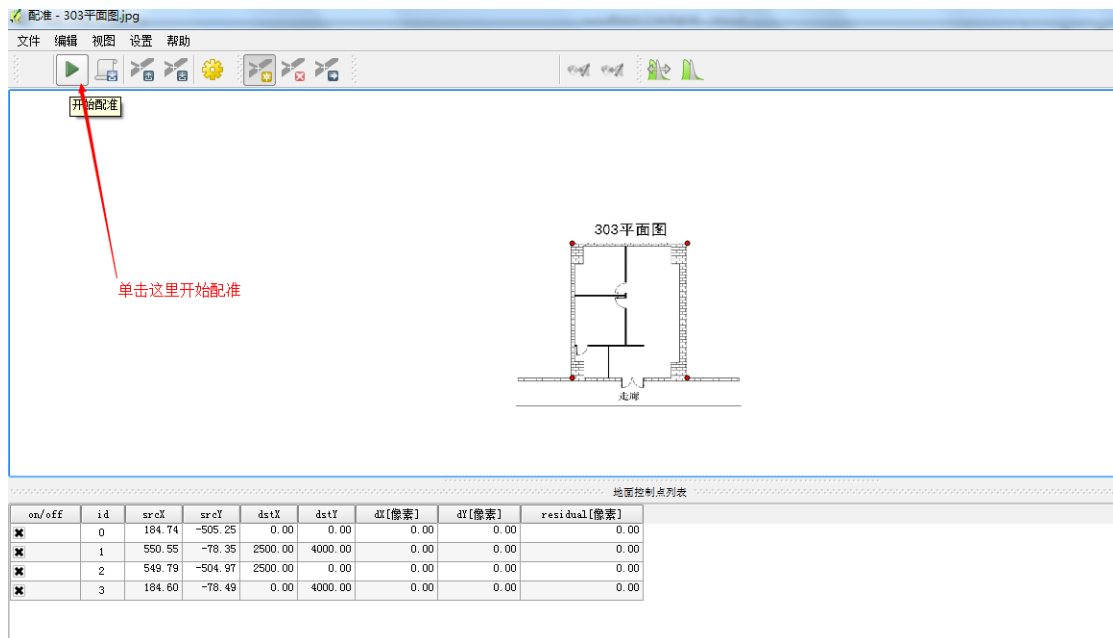 配准 - 303平面图.jpg
文件 编辑 视图 设置 帮助
开始配准
单击这里开始配准
303平面图
走廊
地面控制点列表
on/off id srcX srcY dstX dstY dX[像素] dY[像素] residual[像素]
0 184.74 -505.25 0.00 0.00 0.00 0.00 0.00
1 550.55 -78.35 2500.00 4000.00 0.00 0.00 0.00
2 549.79 -504.97 2500.00 0.00 0.00 0.00 0.00
3 184.60 -78.49 0.00 4000.00 0.00 0.00 0.00